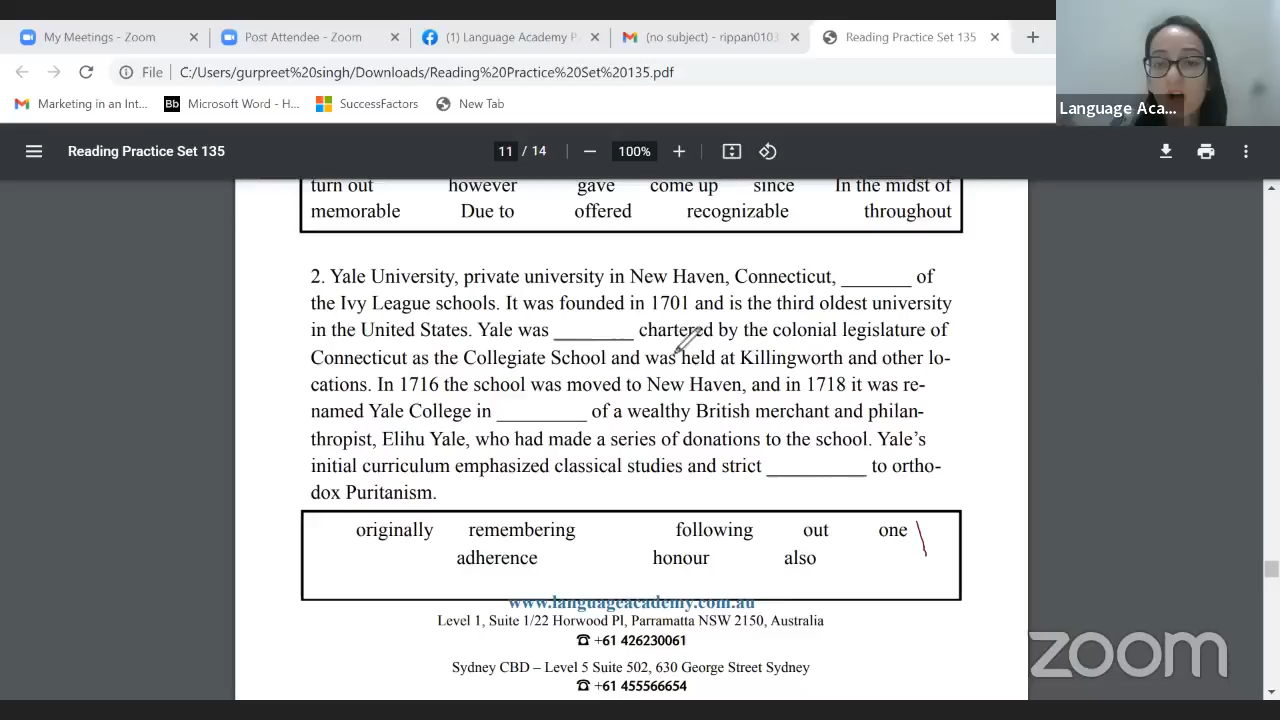 My Meetings - Zoom
Post Attendee - Zoom
(1) Language Academy P
(no subject) - rippan0103
Reading Practice Set 135
File C:/Users/gurpreet%20singh/Downloads/Reading%20Practice%20Set%20135.pdf
Marketing in an Int...
Bb Microsoft Word - H...
SuccessFactors
New Tab
Language Aca...
Reading Practice Set 135
11 / 14
100%
turn out however gave come up since In the midst of
memorable Due to offered recognizable throughout
2. Yale University, private university in New Haven, Connecticut, _______ of
the Ivy League schools. It was founded in 1701 and is the third oldest university
in the United States. Yale was ________ chartered by the colonial legislature of
Connecticut as the Collegiate School and was held at Killingworth and other lo-
cations. In 1716 the school was moved to New Haven, and in 1718 it was re-
named Yale College in _________ of a wealthy British merchant and philan-
thropist, Elihu Yale, who had made a series of donations to the school. Yale's
initial curriculum emphasized classical studies and strict __________ to ortho-
dox Puritanism.
originally remembering following out one
adherence honour also
www.languageacademy.com.au
Level 1, Suite 1/22 Horwood Pl, Parramatta NSW 2150, Australia
☎ +61 426230061
Sydney CBD – Level 5 Suite 502, 630 George Street Sydney
☎ +61 455566654
zoom